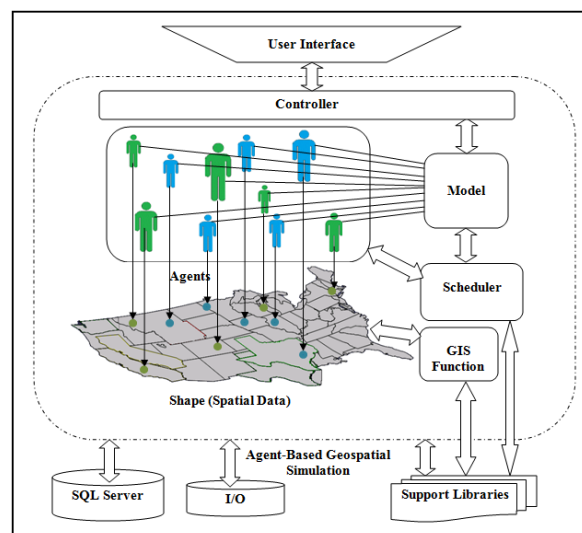 User Interface
Controller
Model
Agents
Scheduler
GIS
Function
Shape (Spatial Data)
Agent-Based Geospatial
Simulation
SQL Server
I/O
Support Libraries